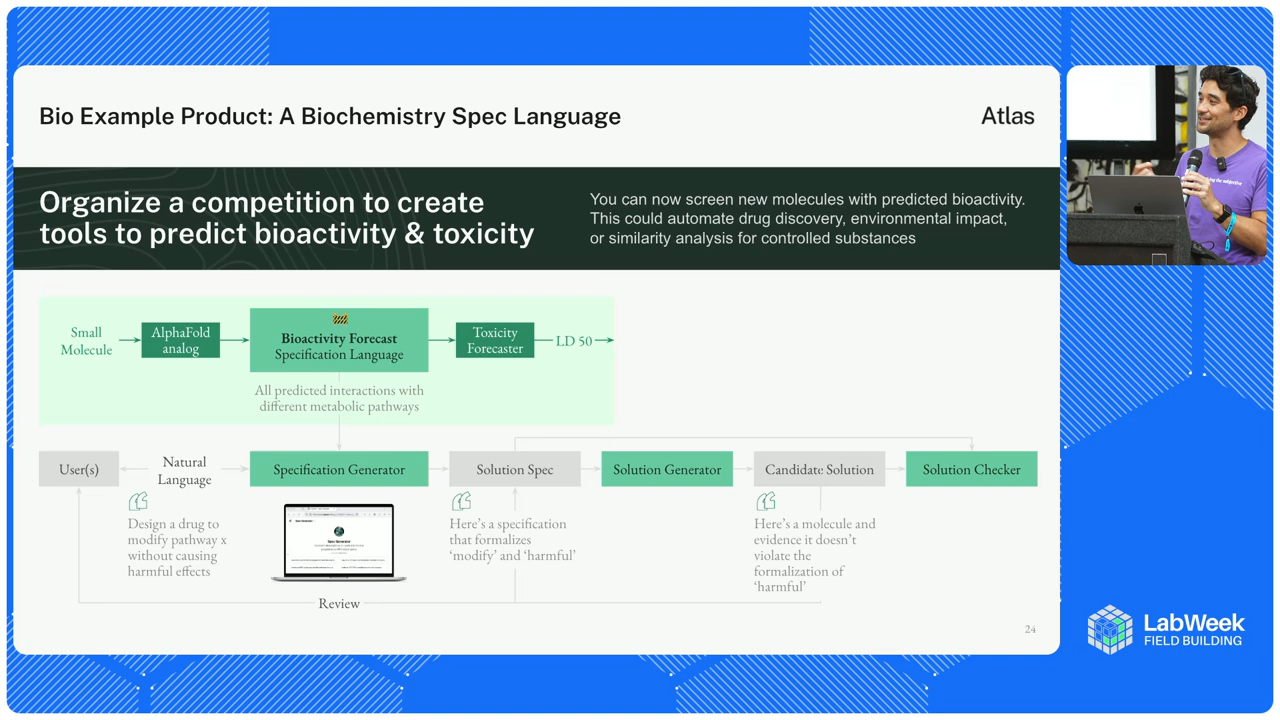 Bio Example Product: A Biochemistry Spec Language
Atlas
Organize a competition to create
tools to predict bioactivity & toxicity
You can now screen new molecules with predicted bioactivity.
This could automate drug discovery, environmental impact,
or similarity analysis for controlled substances
Small
Molecule
AlphaFold
analog
Bioactivity Forecast
Specification Language
Toxicity
Forecaster
LD 50
All predicted interactions with
different metabolic pathways
User(s)
Natural
Language
Specification Generator
Solution Spec
Solution Generator
Candidate Solution
Solution Checker
Design a drug to
modify pathway x
without causing
harmful effects
Here's a specification
that formalizes
‘modify’ and ‘harmful’
Here's a molecule and
evidence it doesn't
violate the
formalization of
‘harmful’
Review
24
LabWeek
FIELD BUILDING